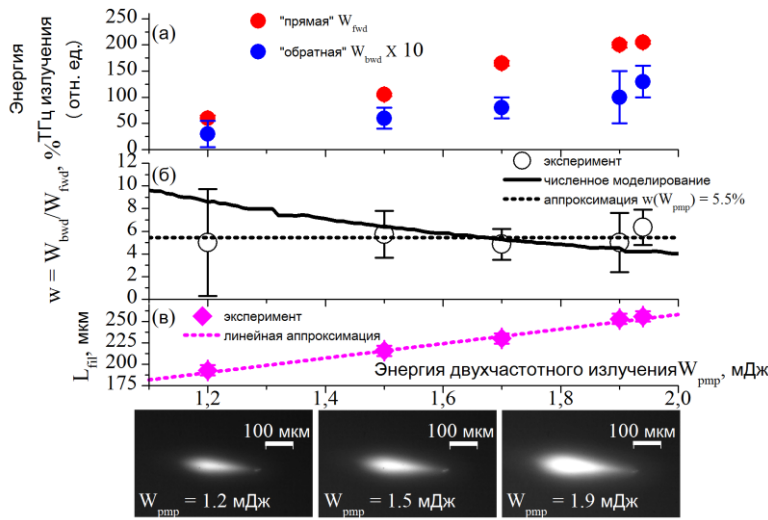 Энергия
ТГц излучения
( отн. ед.)
250
200
150
100
50
0
(а)
"прямая" W_fwd
"обратная" W_bwd X 10
w = W_bwd/W_fwd, %
12
10
8
6
4
2
0
(б)
эксперимент
численное моделирование
аппроксимация w(W_pmp) = 5.5%
L_fil, мкм
250
225
200
175
(в)
эксперимент
линейная аппроксимация
Энергия двухчастотного излучения W_pmp, мДж
1,2 1,4 1,6 1,8 2,0
100 мкм
W_pmp = 1.2 мДж
100 мкм
W_pmp = 1.5 мДж
100 мкм
W_pmp = 1.9 мДж